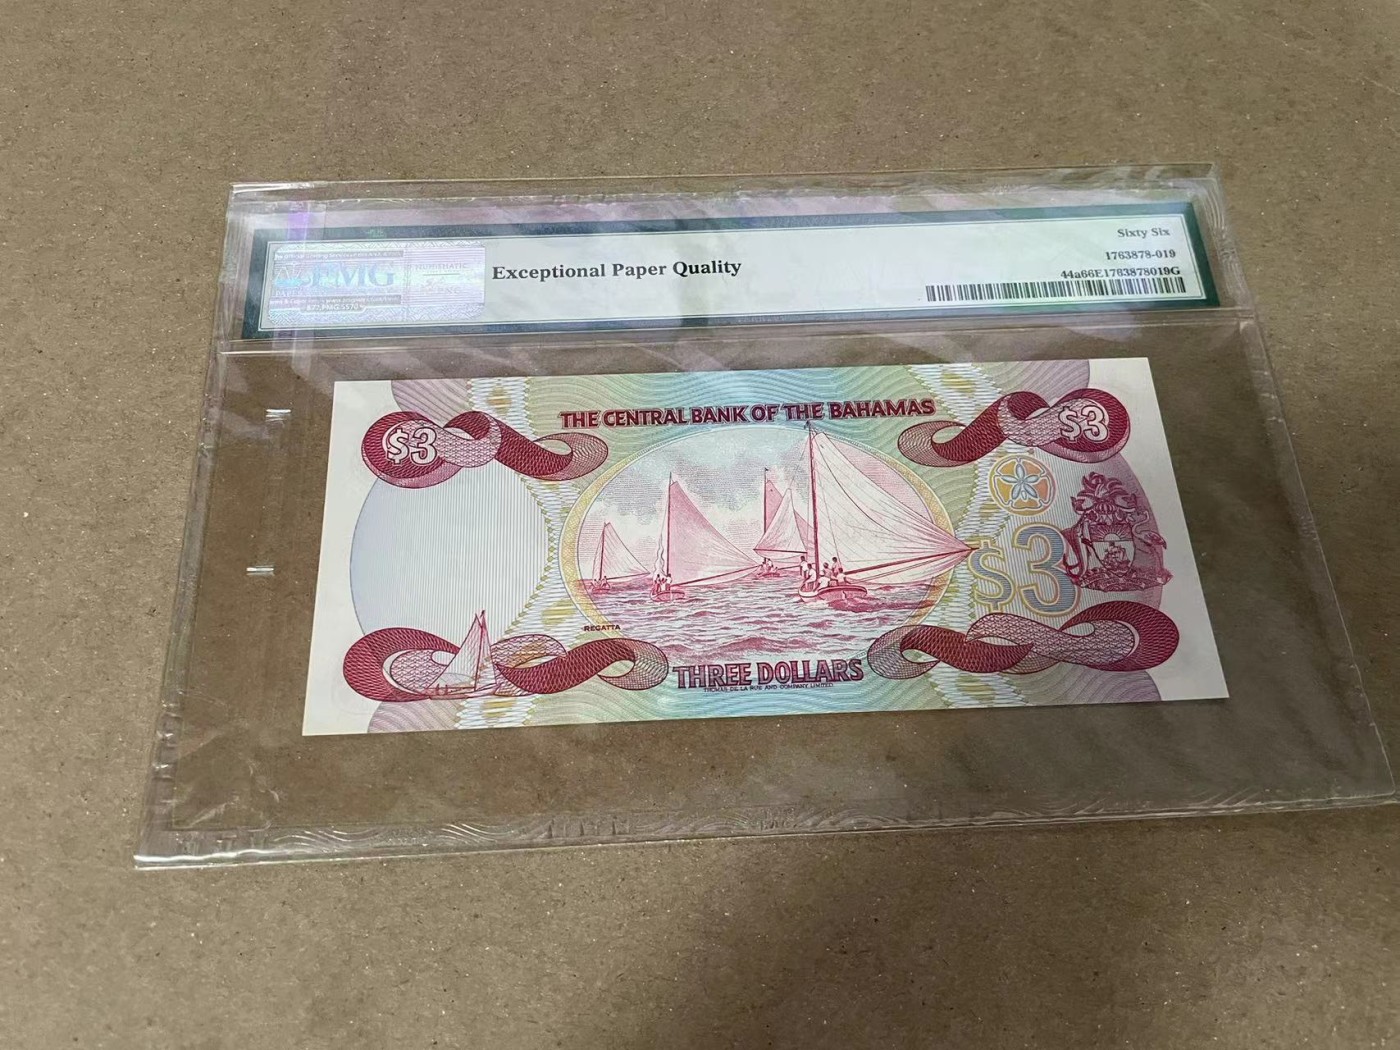 PMG
Exceptional Paper Quality
Sixty Six
1763878-019
44a66E1763878019G
THE CENTRAL BANK OF THE BAHAMAS
$3
$3
$3
REGATTA
THREE DOLLARS
THOMAS DE LA RUE AND COMPANY LIMITED